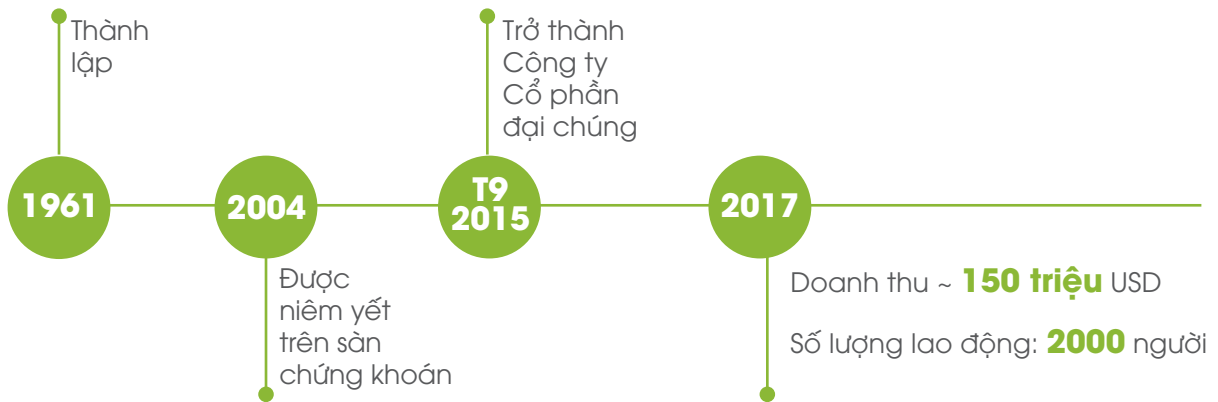 Thành
lập
Trở thành
Công ty
Cổ phần
đại chúng
1961
2004
T9
2015
2017
Được
niêm yết
trên sàn
chứng khoán
Doanh thu ~ 150 triệu USD
Số lượng lao động: 2000 người